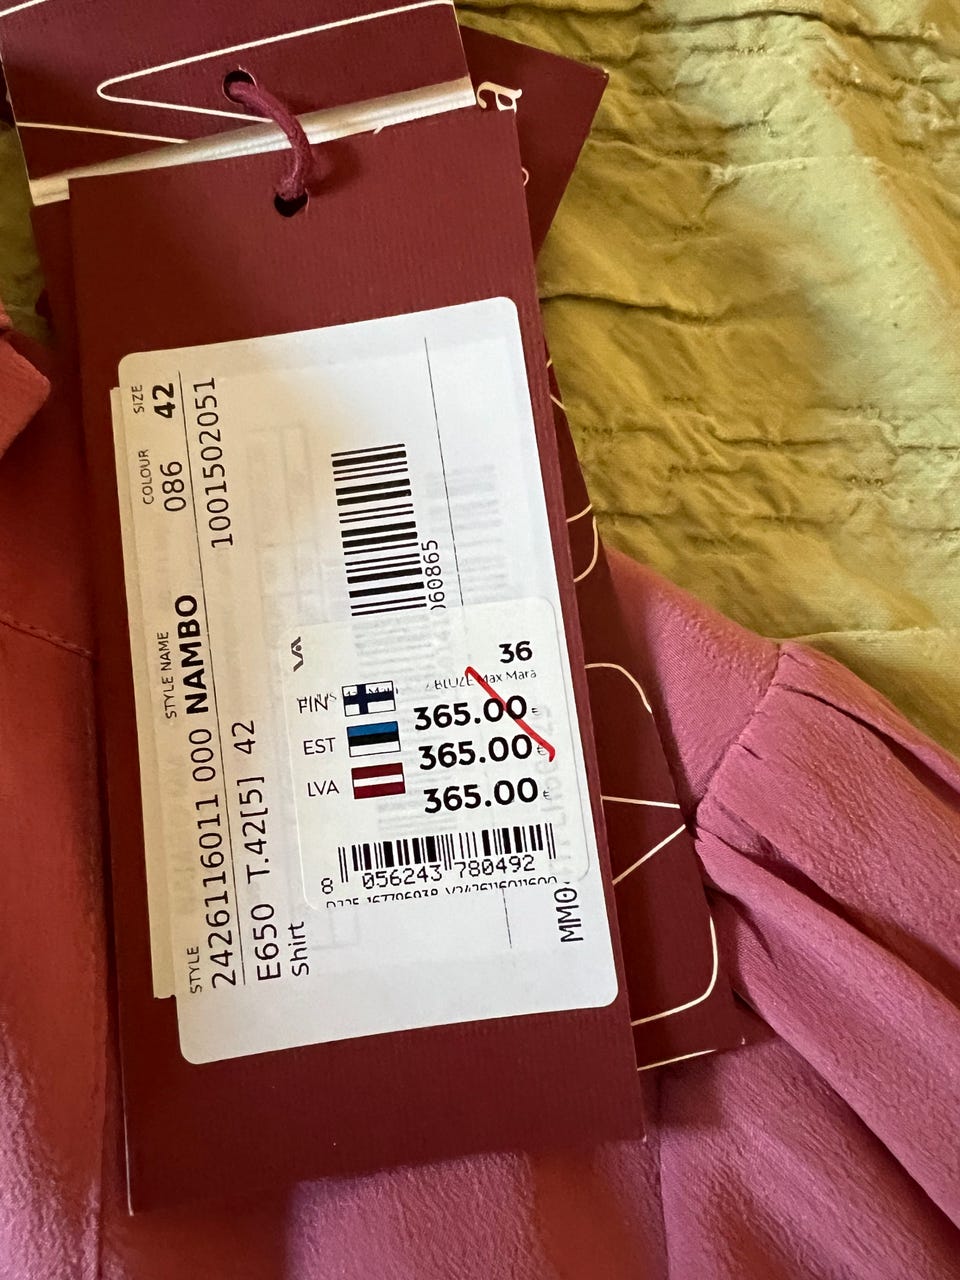 STYLE STYLE NAME COLOUR SIZE
2426116011 000 NAMBO 086 42
E650 T.42[5] 42 1001502051
Shirt
060865
MMO
36
BLUZE Max Mara
FIN 365.00 €
EST 365.00 €
LVA 365.00 €
8 056243 780492